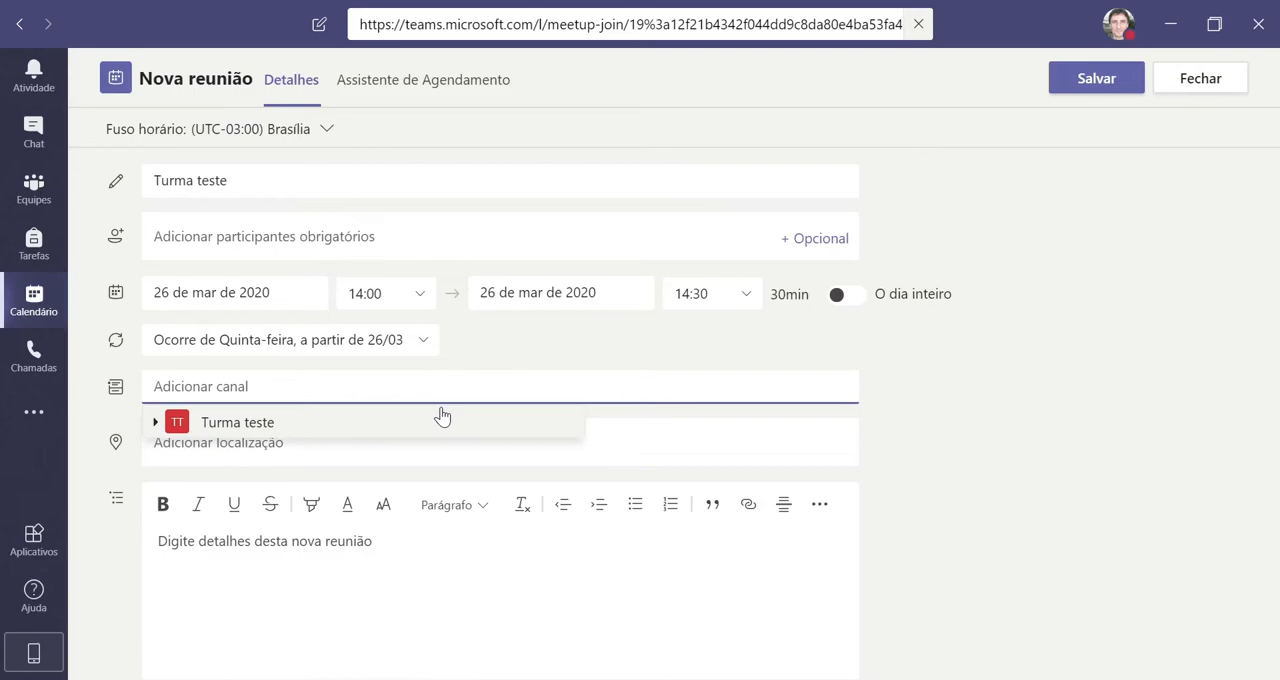 https://teams.microsoft.com/l/meetup-join/19%3a12f21b4342f044dd9c8da80e4ba53fa4
Atividade
Chat
Equipes
Tarefas
Calendário
Chamadas
Aplicativos
Ajuda
Nova reunião
Detalhes
Assistente de Agendamento
Salvar
Fechar
Fuso horário: (UTC-03:00) Brasília
Turma teste
Adicionar participantes obrigatórios
+ Opcional
26 de mar de 2020
14:00
26 de mar de 2020
14:30
30min
O dia inteiro
Ocorre de Quinta-feira, a partir de 26/03
Adicionar canal
TT
Turma teste
Adicionar localização
B I U S A AA Parágrafo Tx
Digite detalhes desta nova reunião